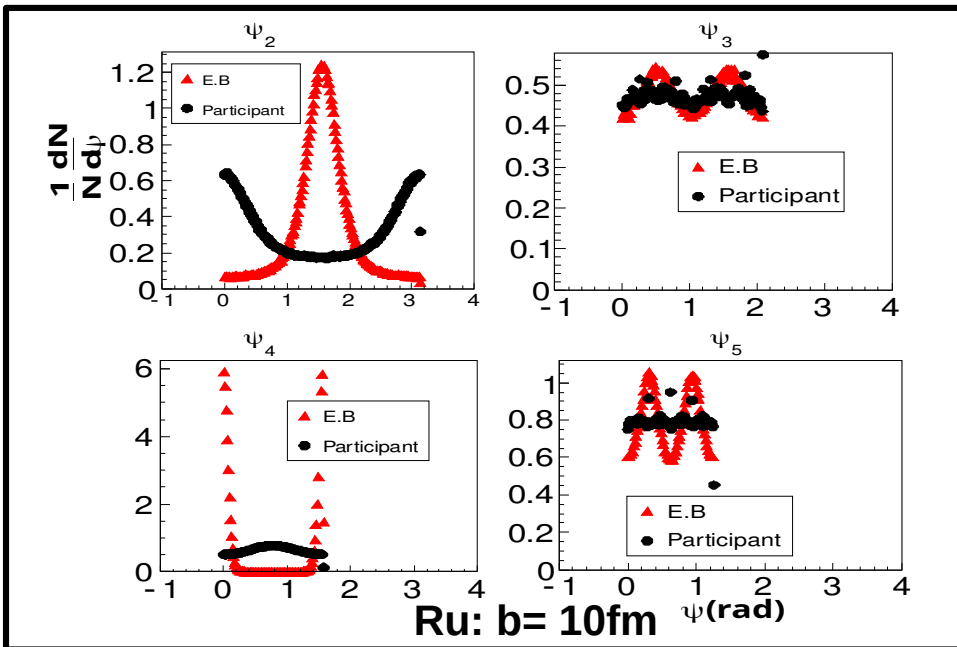 ψ2
1.2
1
0.8
0.6
0.4
0.2
0
E.B
Participant
−1 0 1 2 3 4
1 dN
N dψ
ψ3
0.5
0.4
0.3
0.2
0.1
0
E.B
Participant
−1 0 1 2 3 4
ψ4
6
5
4
3
2
1
0
E.B
Participant
−1 0 1 2 3 4
ψ5
1
0.8
0.6
0.4
0.2
0
E.B
Participant
−1 0 1 2 3 4
ψ(rad)
Ru: b= 10fm